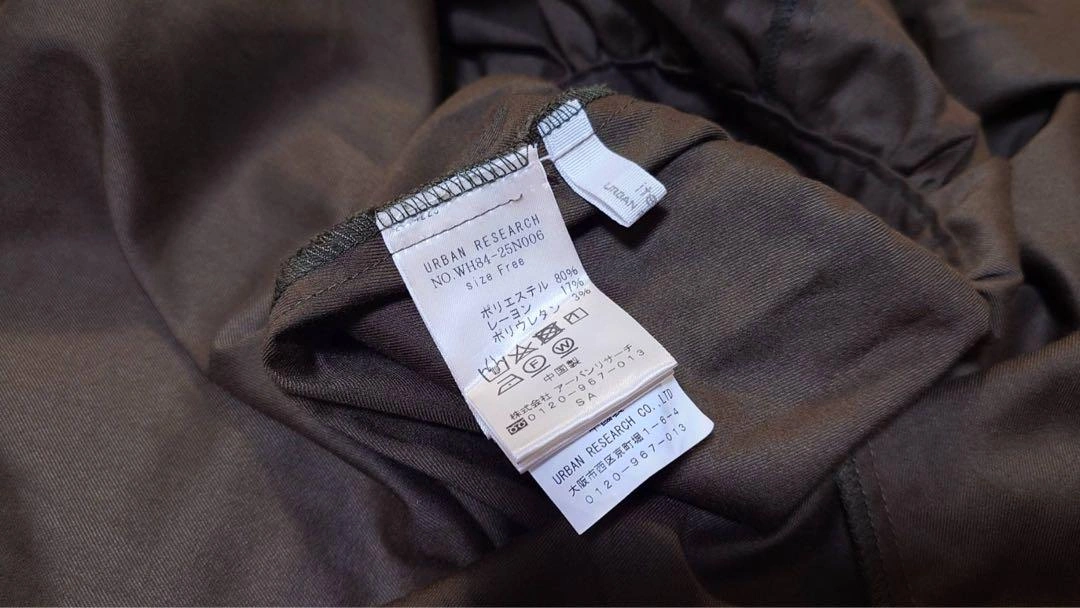 URBAN RESEARCH
NO.WH84-25N006
size Free
ポリエステル 80%
レーヨン 17%
ポリウレタン 3%
F W
中国製
株式会社 アーバンリサーチ
0120-967-013
SA
URBAN RESEARCH CO.,LTD
大阪市西区京町堀1-6-4
0120-967-013
URBAN